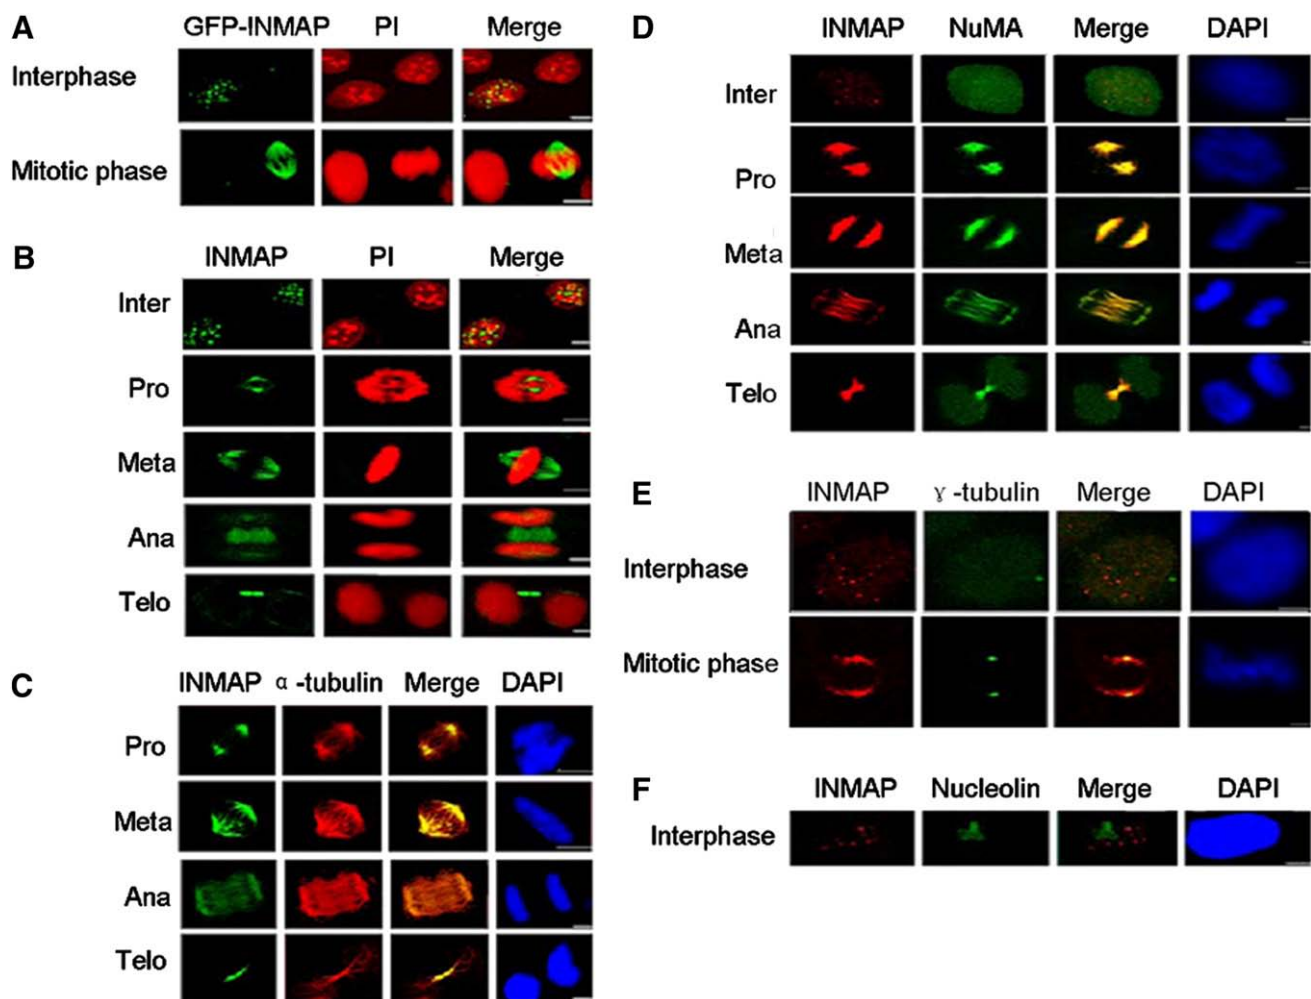 A
GFP-INMAP PI Merge
Interphase
Mitotic phase
B
INMAP PI Merge
Inter
Pro
Meta
Ana
Telo
C
INMAP α-tubulin Merge DAPI
Pro
Meta
Ana
Telo
D
INMAP NuMA Merge DAPI
Inter
Pro
Meta
Ana
Telo
E
INMAP ɣ-tubulin Merge DAPI
Interphase
Mitotic phase
F
INMAP Nucleolin Merge DAPI
Interphase